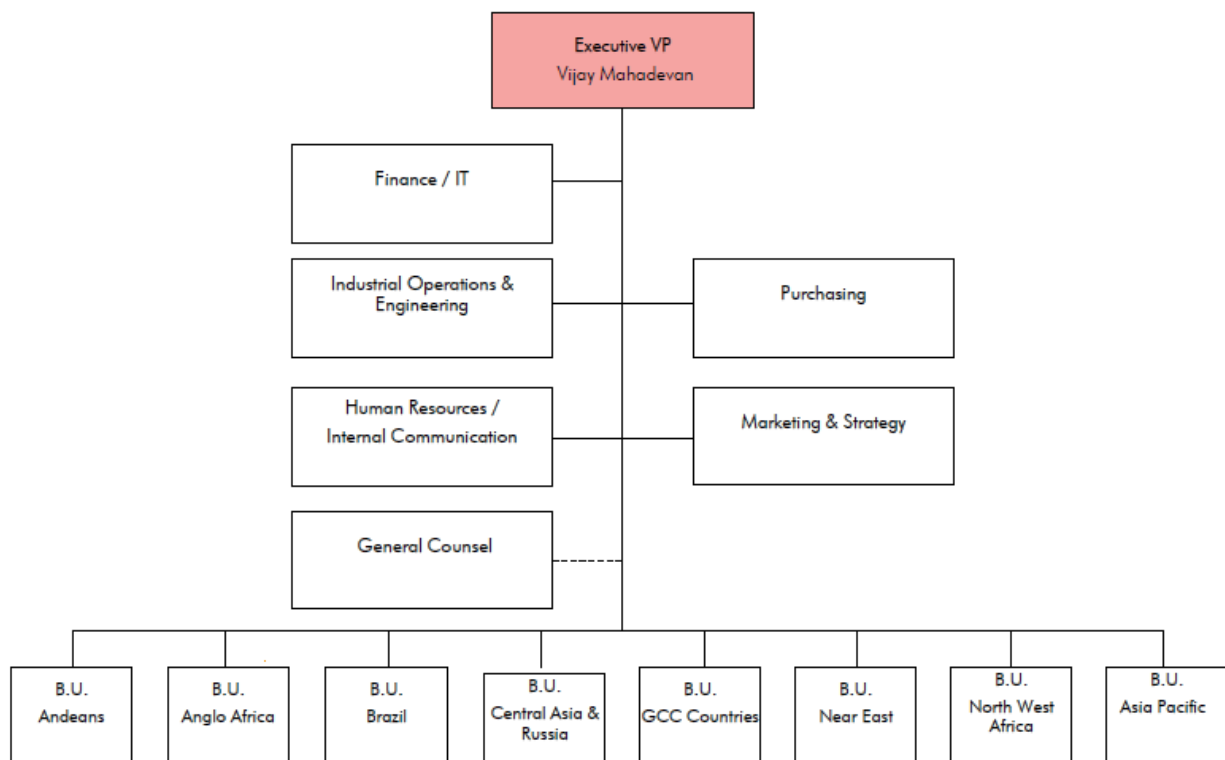 Executive VP
Vijay Mahadevan
Finance / IT
Industrial Operations &
Engineering
Purchasing
Human Resources /
Internal Communication
Marketing & Strategy
General Counsel
B.U.
Andeans
B.U.
Anglo Africa
B.U.
Brazil
B.U.
Central Asia &
Russia
B.U.
GCC Countries
B.U.
Near East
B.U.
North West
Africa
B.U.
Asia Pacific